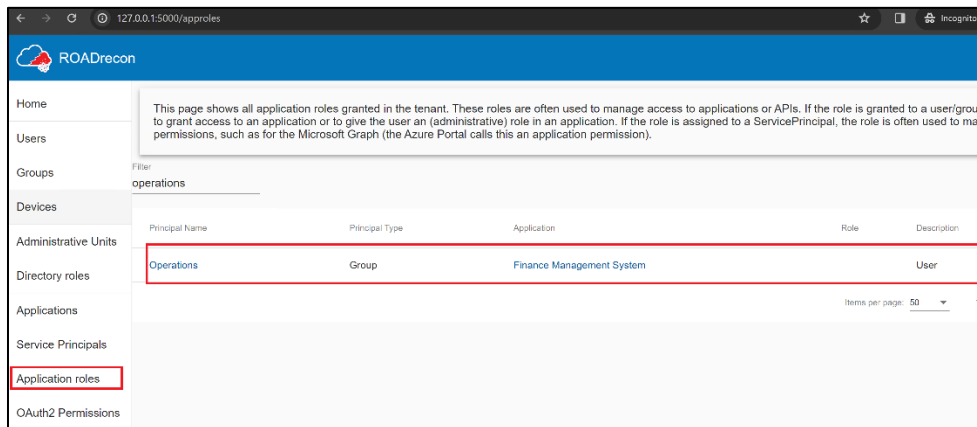 127.0.0.1:5000/approles
Incognito
ROADrecon
Home
Users
Groups
Devices
Administrative Units
Directory roles
Applications
Service Principals
Application roles
OAuth2 Permissions
This page shows all application roles granted in the tenant. These roles are often used to manage access to applications or APIs. If the role is granted to a user/grou
to grant access to an application or to give the user an (administrative) role in an application. If the role is assigned to a ServicePrincipal, the role is often used to ma
permissions, such as for the Microsoft Graph (the Azure Portal calls this an application permission).
Filter
operations
Principal Name Principal Type Application Role Description
Operations Group Finance Management System User
Items per page: 50